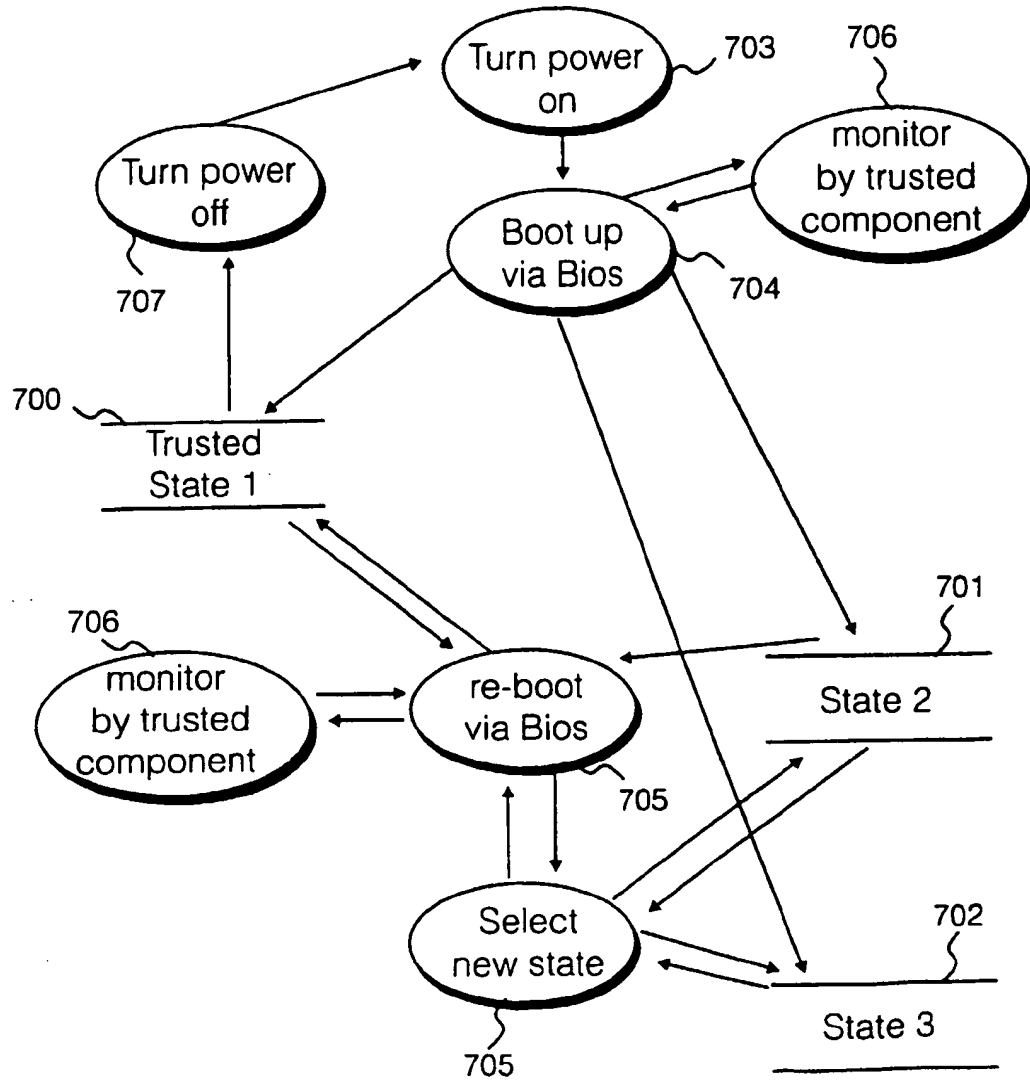 Turn power
on
703
706
monitor
by trusted
component
Turn power
off
707
Boot up
via Bios
704
700
Trusted
State 1
701
State 2
706
monitor
by trusted
component
re-boot
via Bios
705
Select
new state
705
702
State 3